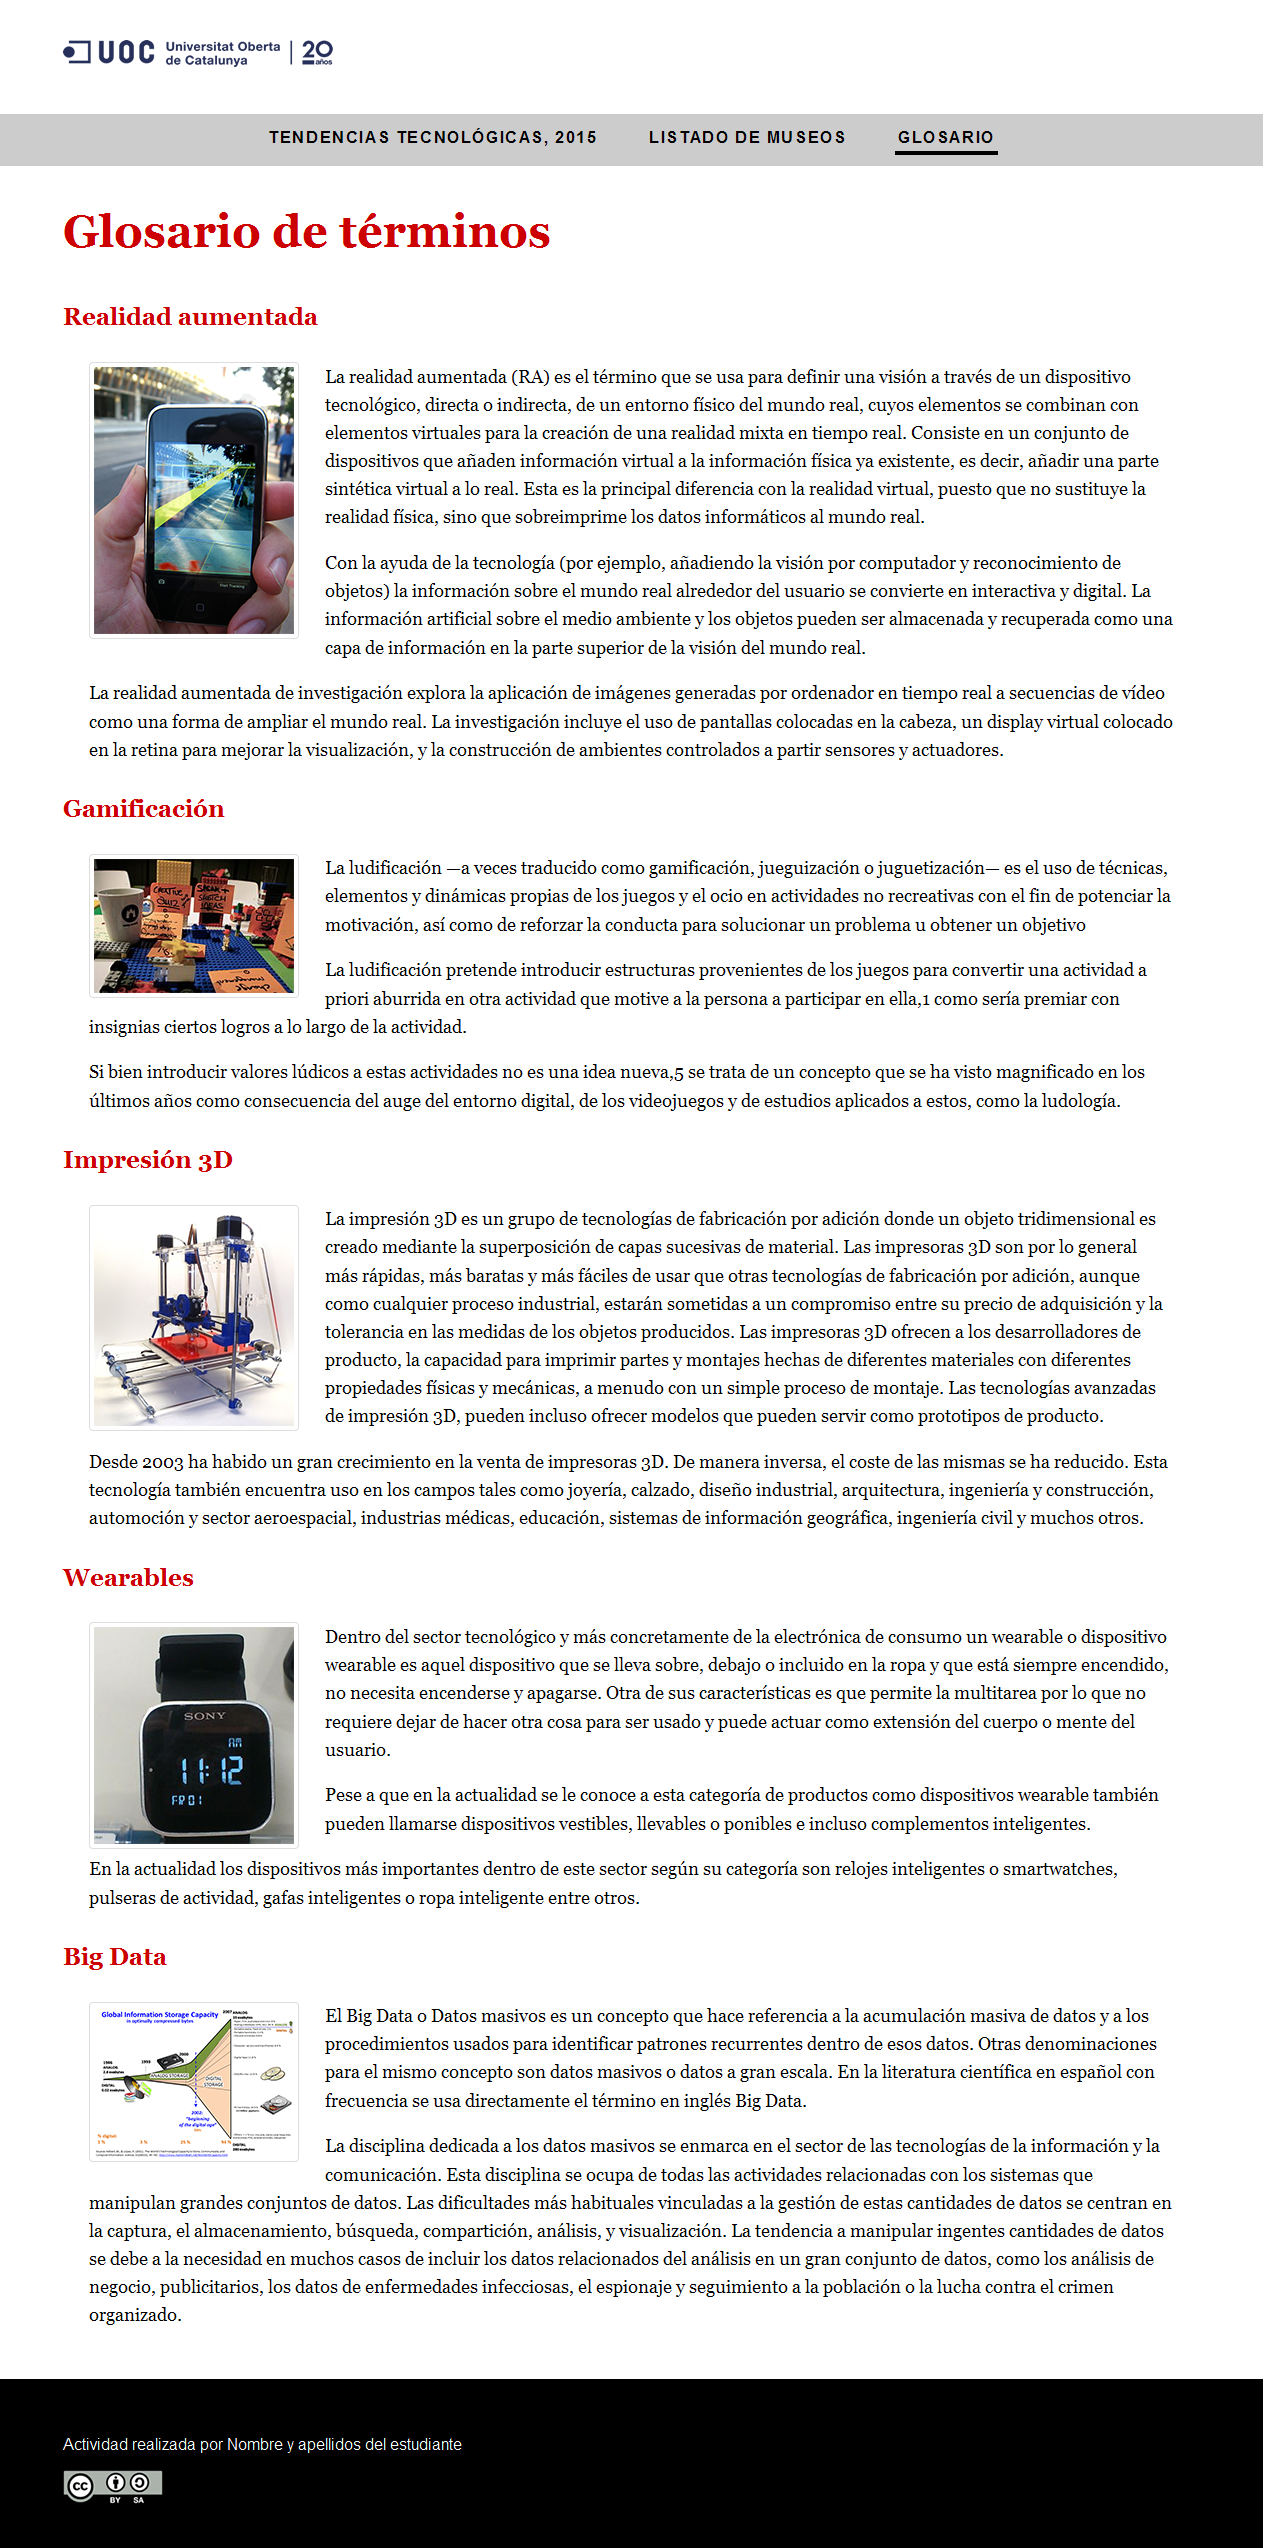 UOC Universitat Oberta
de Catalunya
20
años
TENDENCIAS TECNOLÓGICAS, 2015 LISTADO DE MUSEOS GLOSARIO
Glosario de términos
Realidad aumentada
La realidad aumentada (RA) es el término que se usa para definir una visión a través de un dispositivo
tecnológico, directa o indirecta, de un entorno físico del mundo real, cuyos elementos se combinan con
elementos virtuales para la creación de una realidad mixta en tiempo real. Consiste en un conjunto de
dispositivos que añaden información virtual a la información física ya existente, es decir, añadir una parte
sintética virtual a lo real. Esta es la principal diferencia con la realidad virtual, puesto que no sustituye la
realidad física, sino que sobreimprime los datos informáticos al mundo real.
Con la ayuda de la tecnología (por ejemplo, añadiendo la visión por computador y reconocimiento de
objetos) la información sobre el mundo real alrededor del usuario se convierte en interactiva y digital. La
información artificial sobre el medio ambiente y los objetos pueden ser almacenada y recuperada como una
capa de información en la parte superior de la visión del mundo real.
La realidad aumentada de investigación explora la aplicación de imágenes generadas por ordenador en tiempo real a secuencias de vídeo
como una forma de ampliar el mundo real. La investigación incluye el uso de pantallas colocadas en la cabeza, un display virtual colocado
en la retina para mejorar la visualización, y la construcción de ambientes controlados a partir sensores y actuadores.
Gamificación
CREATIVE
QUIZ
SPEAK +
SKETCH
IDEAS
La ludificación —a veces traducido como gamificación, jueguización o juguetización— es el uso de técnicas,
elementos y dinámicas propias de los juegos y el ocio en actividades no recreativas con el fin de potenciar la
motivación, así como de reforzar la conducta para solucionar un problema u obtener un objetivo
La ludificación pretende introducir estructuras provenientes de los juegos para convertir una actividad a
priori aburrida en otra actividad que motive a la persona a participar en ella,1 como sería premiar con
insignias ciertos logros a lo largo de la actividad.
Si bien introducir valores lúdicos a estas actividades no es una idea nueva,5 se trata de un concepto que se ha visto magnificado en los
últimos años como consecuencia del auge del entorno digital, de los videojuegos y de estudios aplicados a estos, como la ludología.
Impresión 3D
La impresión 3D es un grupo de tecnologías de fabricación por adición donde un objeto tridimensional es
creado mediante la superposición de capas sucesivas de material. Las impresoras 3D son por lo general
más rápidas, más baratas y más fáciles de usar que otras tecnologías de fabricación por adición, aunque
como cualquier proceso industrial, estarán sometidas a un compromiso entre su precio de adquisición y la
tolerancia en las medidas de los objetos producidos. Las impresoras 3D ofrecen a los desarrolladores de
producto, la capacidad para imprimir partes y montajes hechas de diferentes materiales con diferentes
propiedades físicas y mecánicas, a menudo con un simple proceso de montaje. Las tecnologías avanzadas
de impresión 3D, pueden incluso ofrecer modelos que pueden servir como prototipos de producto.
Desde 2003 ha habido un gran crecimiento en la venta de impresoras 3D. De manera inversa, el coste de las mismas se ha reducido. Esta
tecnología también encuentra uso en los campos tales como joyería, calzado, diseño industrial, arquitectura, ingeniería y construcción,
automoción y sector aeroespacial, industrias médicas, educación, sistemas de información geográfica, ingeniería civil y muchos otros.
Wearables
SONY
AM
11:12
FR01
Dentro del sector tecnológico y más concretamente de la electrónica de consumo un wearable o dispositivo
wearable es aquel dispositivo que se lleva sobre, debajo o incluido en la ropa y que está siempre encendido,
no necesita encenderse y apagarse. Otra de sus características es que permite la multitarea por lo que no
requiere dejar de hacer otra cosa para ser usado y puede actuar como extensión del cuerpo o mente del
usuario.
Pese a que en la actualidad se le conoce a esta categoría de productos como dispositivos wearable también
pueden llamarse dispositivos vestibles, llevables o ponibles e incluso complementos inteligentes.
En la actualidad los dispositivos más importantes dentro de este sector según su categoría son relojes inteligentes o smartwatches,
pulseras de actividad, gafas inteligentes o ropa inteligente entre otros.
Big Data
Global Information Storage Capacity
in optimally compressed bytes
ANALOG STORAGE
DIGITAL
STORAGE
2002:
"beginning
of the digital age"
El Big Data o Datos masivos es un concepto que hace referencia a la acumulación masiva de datos y a los
procedimientos usados para identificar patrones recurrentes dentro de esos datos. Otras denominaciones
para el mismo concepto son datos masivos o datos a gran escala. En la literatura científica en español con
frecuencia se usa directamente el término en inglés Big Data.
La disciplina dedicada a los datos masivos se enmarca en el sector de las tecnologías de la información y la
comunicación. Esta disciplina se ocupa de todas las actividades relacionadas con los sistemas que
manipulan grandes conjuntos de datos. Las dificultades más habituales vinculadas a la gestión de estas cantidades de datos se centran en
la captura, el almacenamiento, búsqueda, compartición, análisis, y visualización. La tendencia a manipular ingentes cantidades de datos
se debe a la necesidad en muchos casos de incluir los datos relacionados del análisis en un gran conjunto de datos, como los análisis de
negocio, publicitarios, los datos de enfermedades infecciosas, el espionaje y seguimiento a la población o la lucha contra el crimen
organizado.
Actividad realizada por Nombre y apellidos del estudiante
cc BY SA